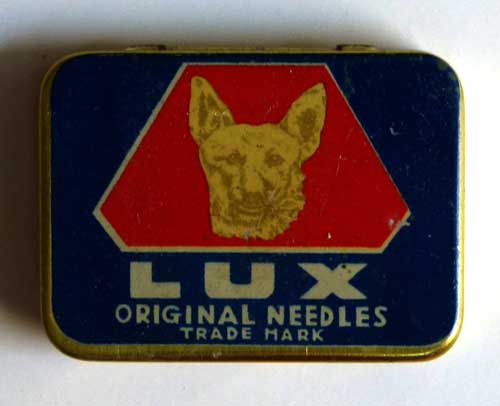 LUX
ORIGINAL NEEDLES
TRADE MARK